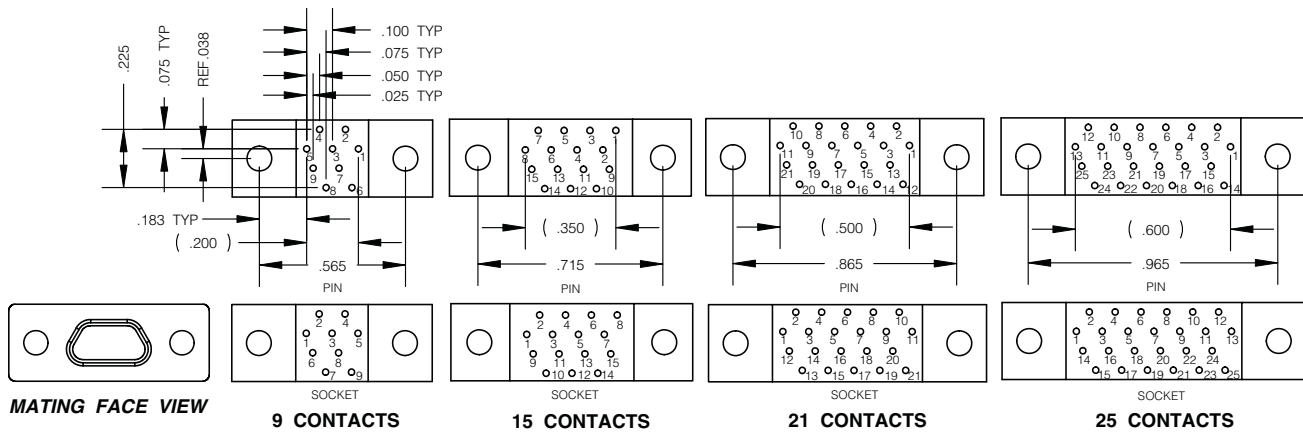 .100 TYP
.075 TYP
.050 TYP
.025 TYP
.225
.075 TYP
REF.038
4 2
5 3 1
9 7
8 6
7 5 3 1
8 6 4 2
15 13 11 9
14 12 10
10 8 6 4 2
11 9 7 5 3 1
21 19 17 15 13
20 18 16 14 12
12 10 8 6 4 2
13 11 9 7 5 3 1
25 23 21 19 17 15
24 22 20 18 16 14
.183 TYP
( .200 )
( .350 )
( .500 )
( .600 )
.565
.715
.865
.965
PIN
PIN
PIN
PIN
2 4
1 3 5
6 8
7 9
2 4 6 8
1 3 5 7
9 11 13 15
10 12 14
2 4 6 8 10
1 3 5 7 9 11
12 14 16 18 20
13 15 17 19 21
2 4 6 8 10 12
1 3 5 7 9 11 13
14 16 18 20 22 24
15 17 19 21 23 25
SOCKET
SOCKET
SOCKET
SOCKET
MATING FACE VIEW
9 CONTACTS
15 CONTACTS
21 CONTACTS
25 CONTACTS